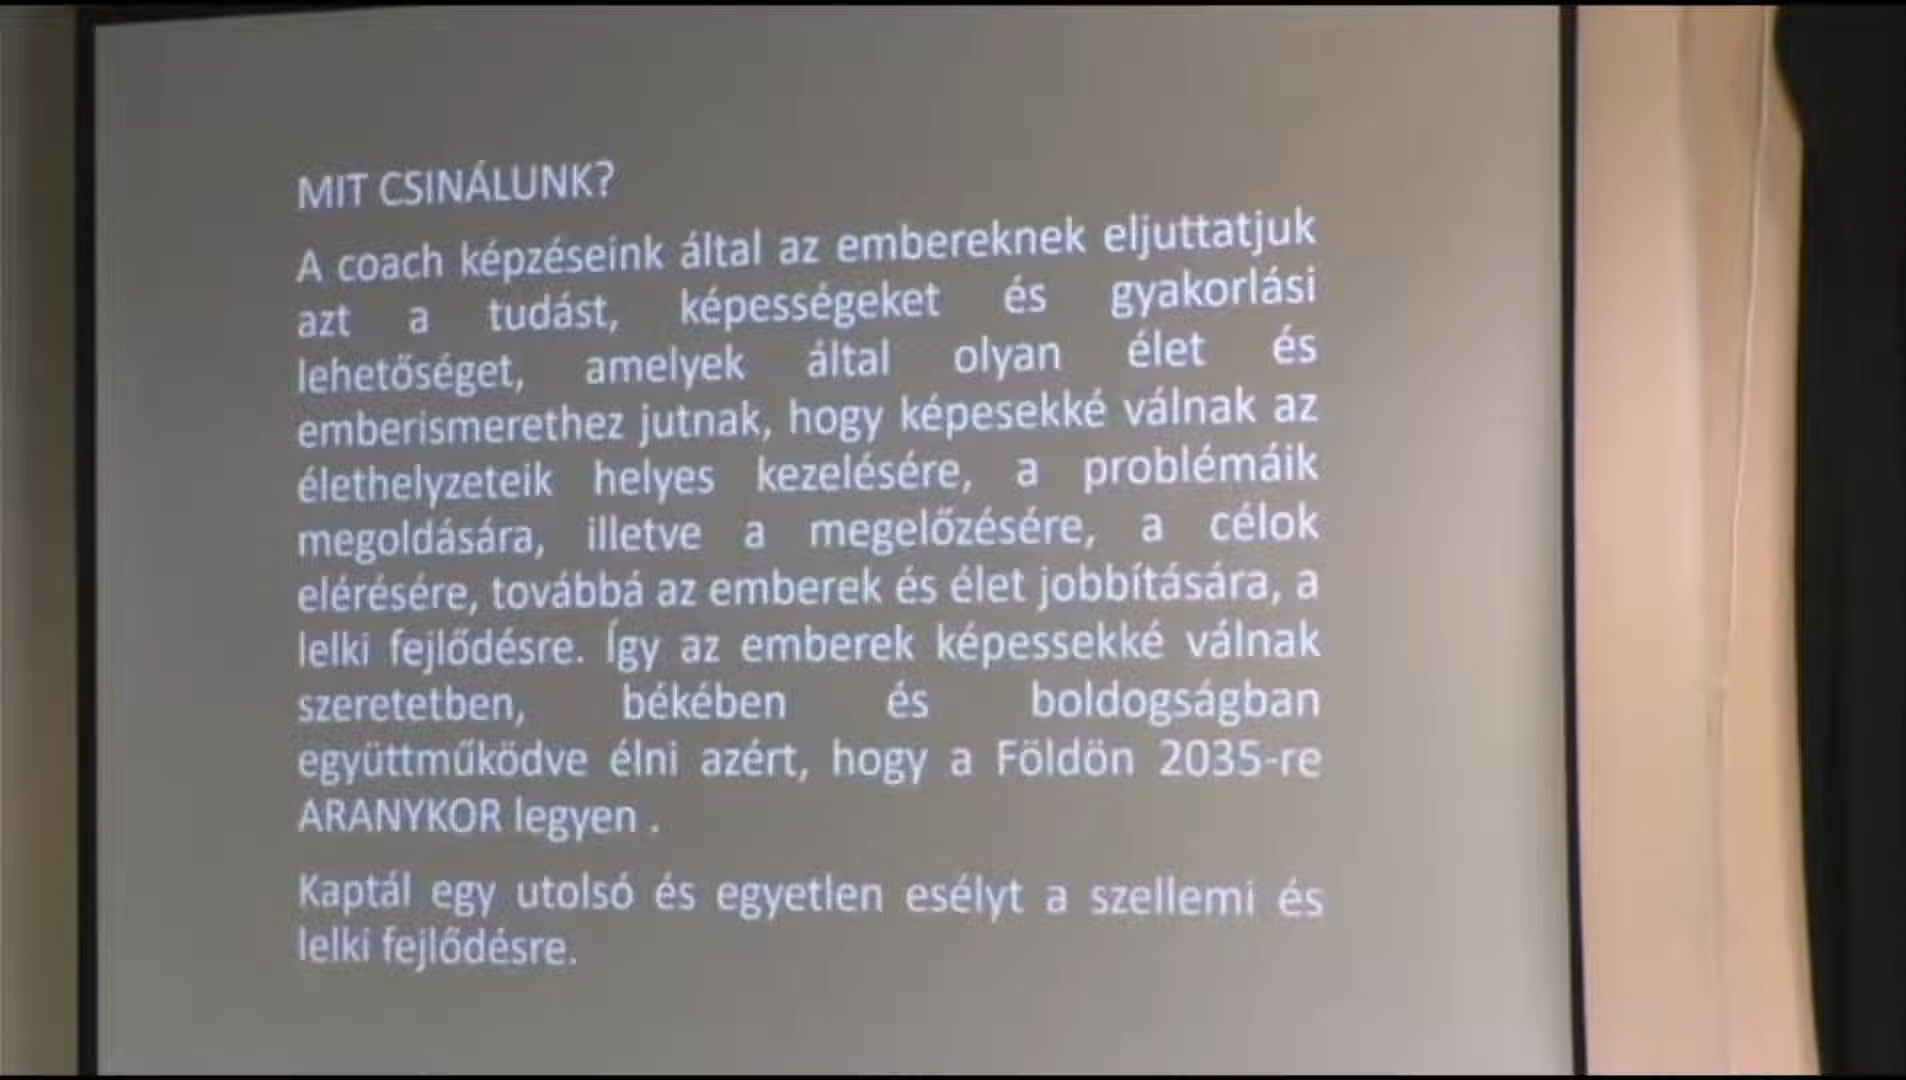 MIT CSINÁLUNK?
A coach képzéseink által az embereknek eljuttatjuk
azt a tudást, képességeket és gyakorlási
lehetőséget, amelyek által olyan élet és
emberismerethez jutnak, hogy képesekké válnak az
élethelyzeteik helyes kezelésére, a problémáik
megoldására, illetve a megelőzésére, a célok
elérésére, továbbá az emberek és élet jobbítására, a
lelki fejlődésre. Így az emberek képessekké válnak
szeretetben, békében és boldogságban
együttműködve élni azért, hogy a Földön 2035-re
ARANYKOR legyen .
Kaptál egy utolsó és egyetlen esélyt a szellemi és
lelki fejlődésre.